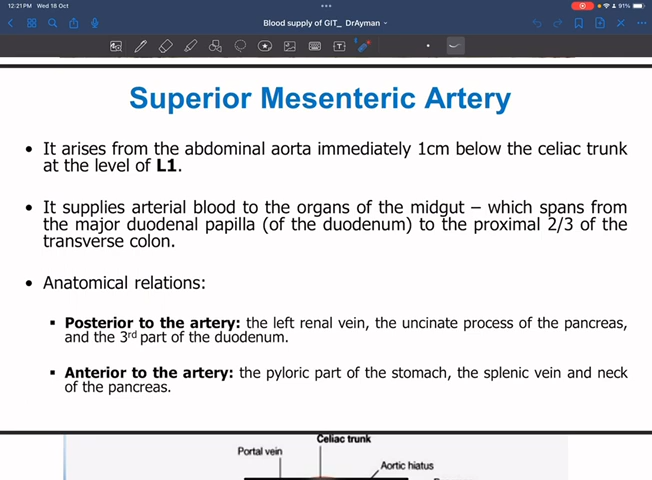 12:21 PM Wed 18 Oct
91%
Blood supply of GIT_ DrAyman
Superior Mesenteric Artery
• It arises from the abdominal aorta immediately 1cm below the celiac trunk
at the level of L1.
• It supplies arterial blood to the organs of the midgut – which spans from
the major duodenal papilla (of the duodenum) to the proximal 2/3 of the
transverse colon.
• Anatomical relations:
▪ Posterior to the artery: the left renal vein, the uncinate process of the pancreas,
and the 3rd part of the duodenum.
▪ Anterior to the artery: the pyloric part of the stomach, the splenic vein and neck
of the pancreas.
Celiac trunk
Portal vein
Aortic hiatus